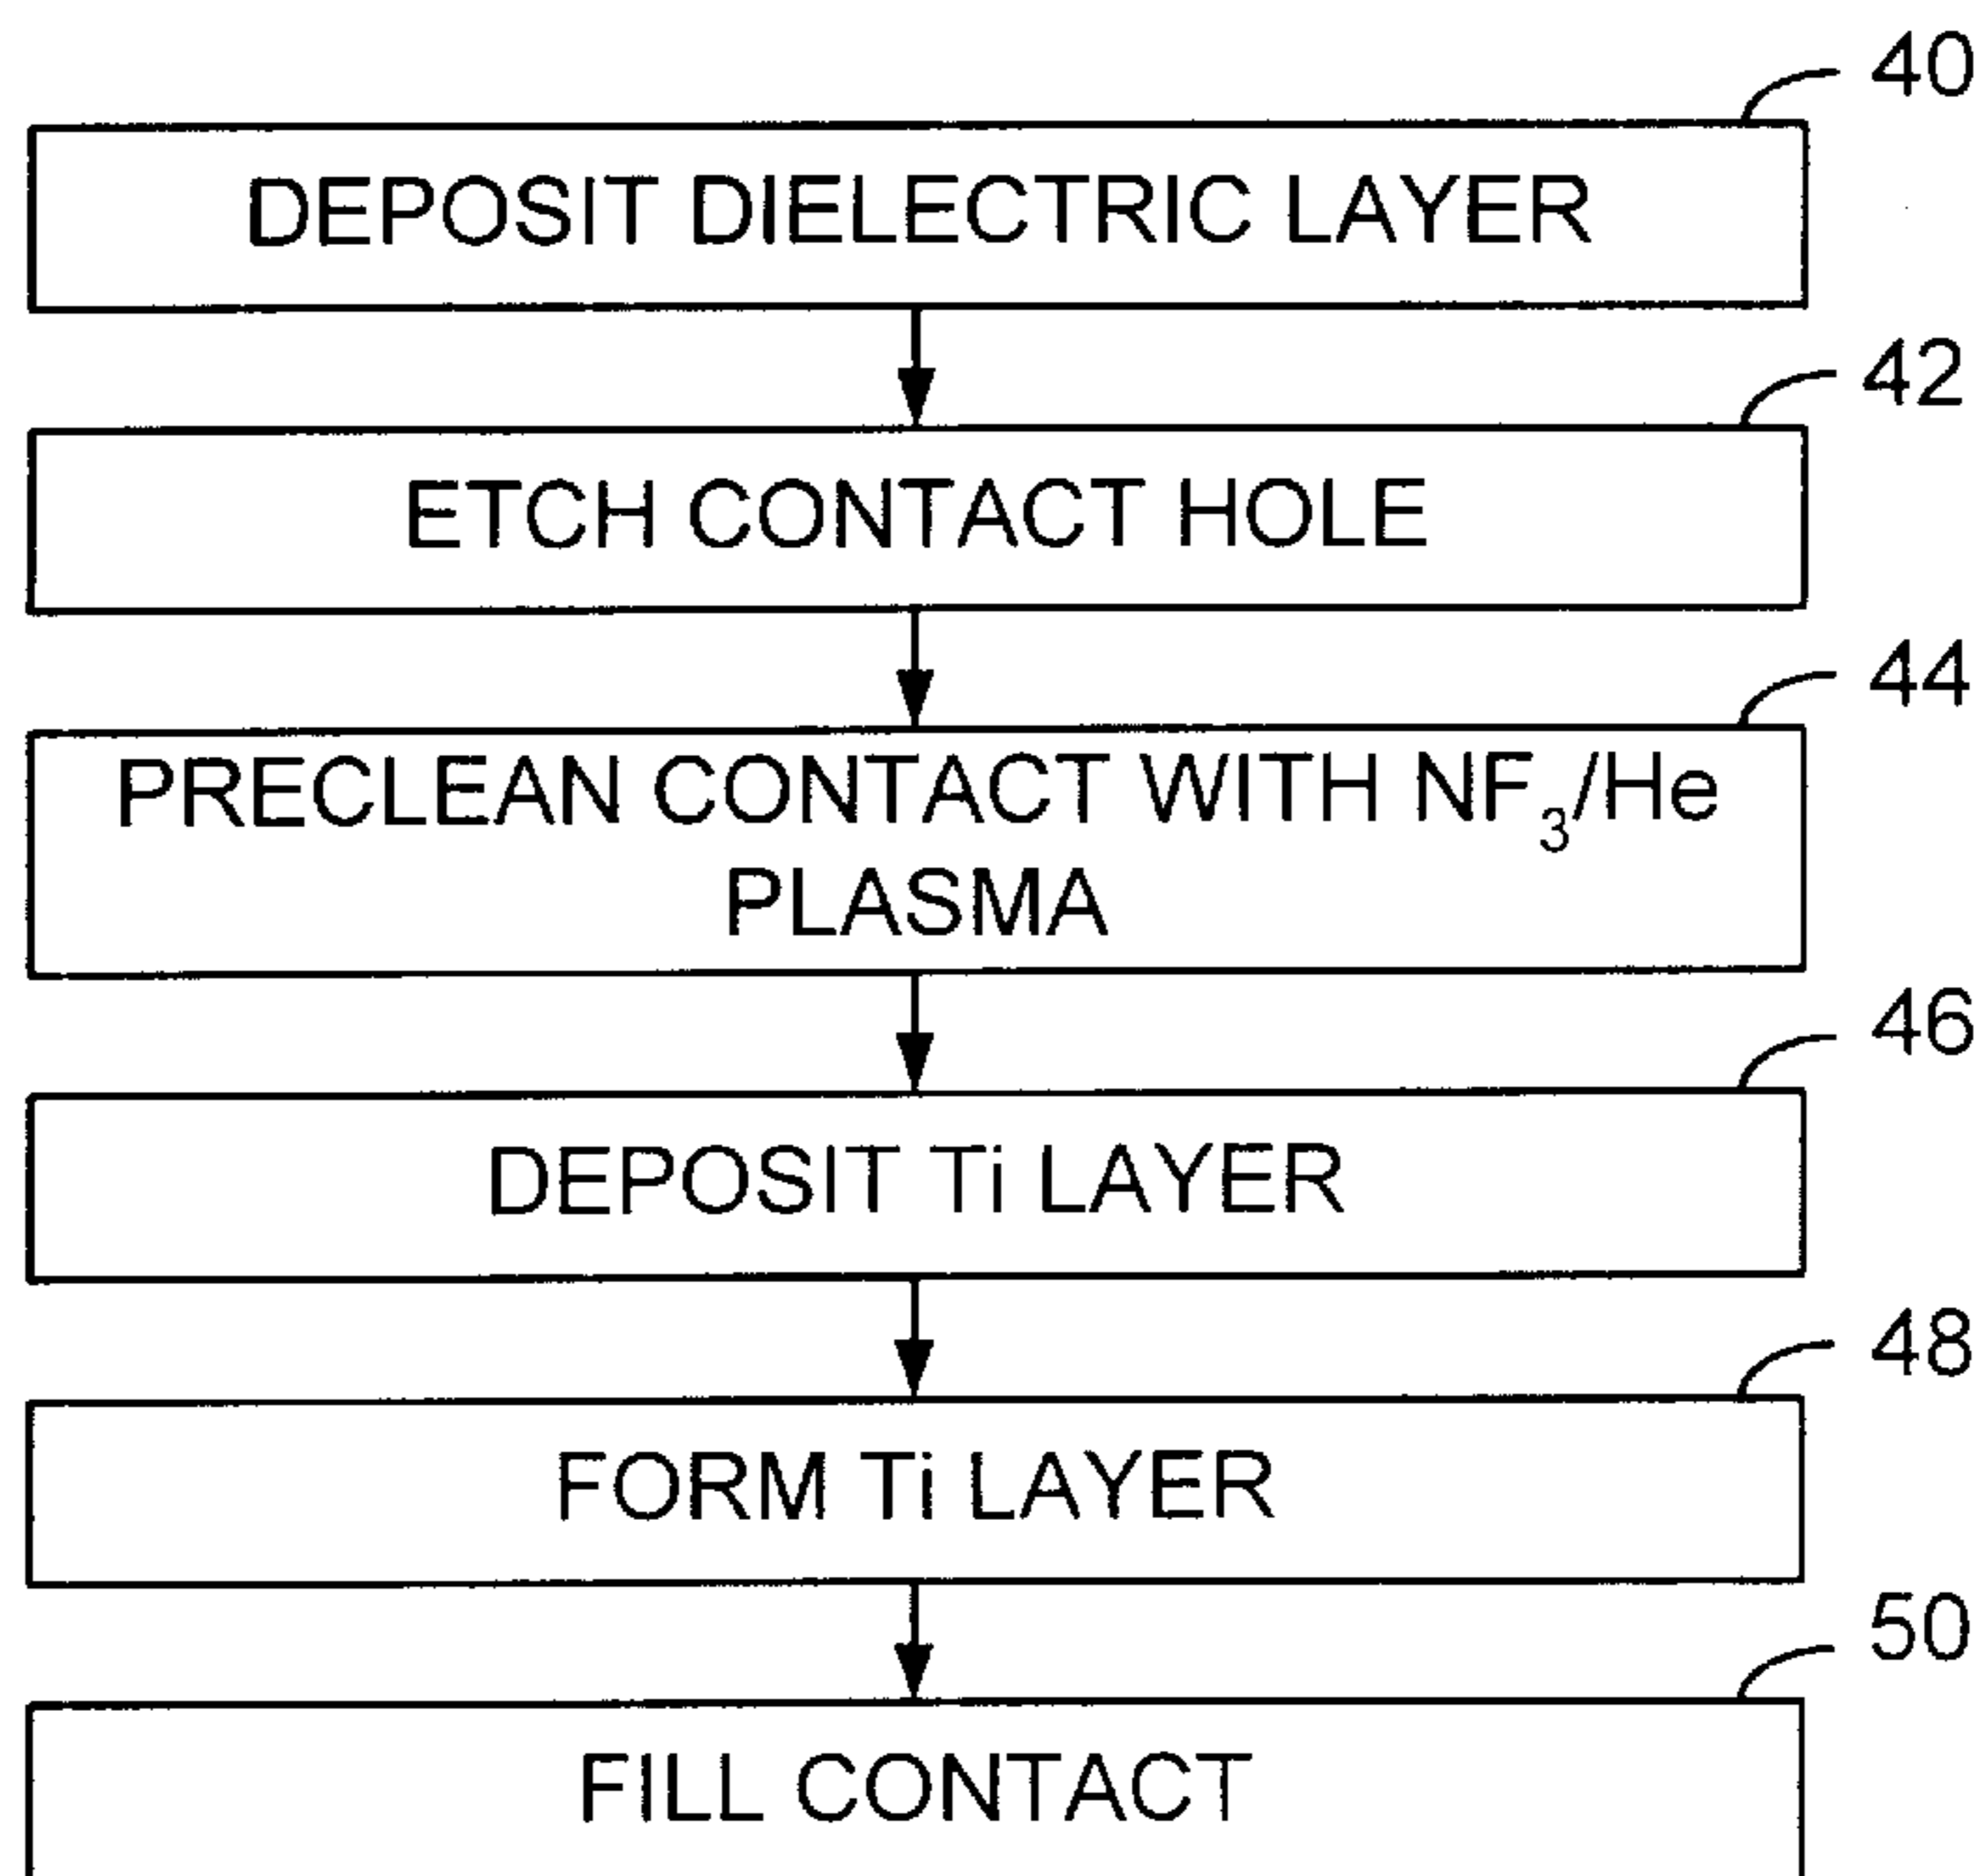 40
DEPOSIT DIELECTRIC LAYER
42
ETCH CONTACT HOLE
44
PRECLEAN CONTACT WITH NF₃/He
PLASMA
46
DEPOSIT Ti LAYER
48
FORM Ti LAYER
50
FILL CONTACT